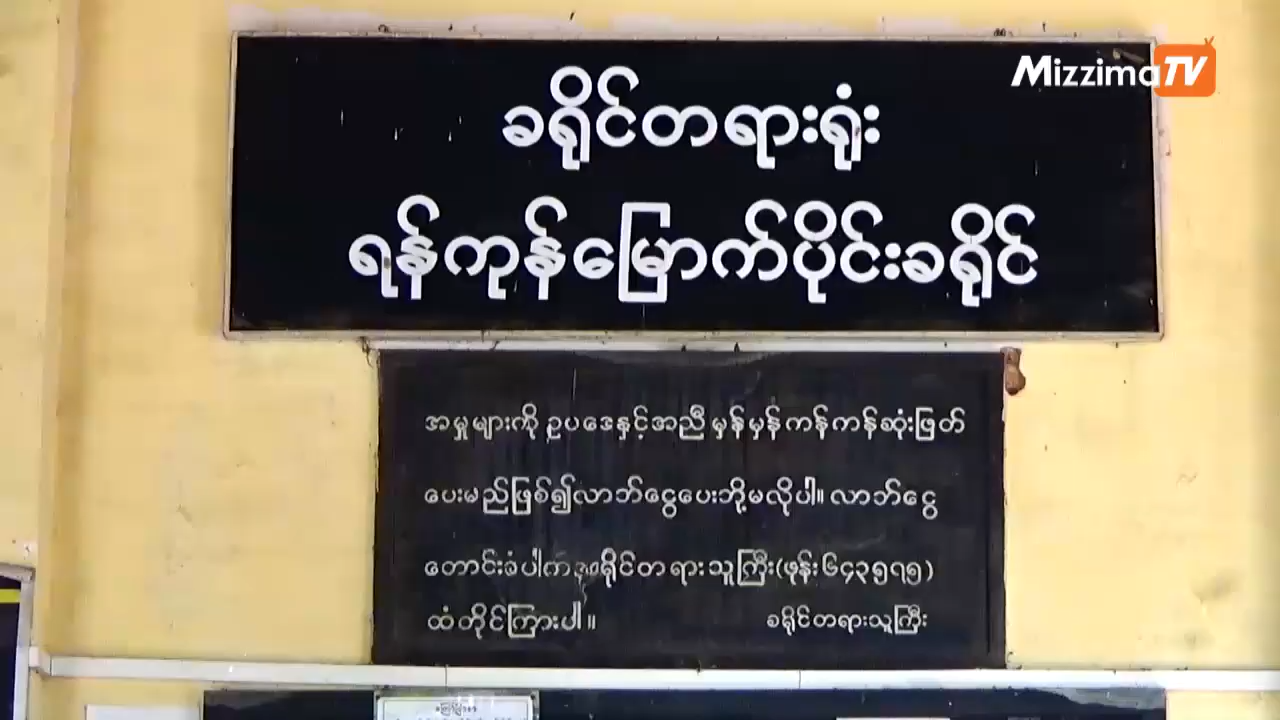 MizzimaTV
ခရိုင်တရားရုံး
ရန်ကုန်မြောက်ပိုင်းခရိုင်
အမှုများကို ဥပဒေနှင့်အညီ မှန်မှန်ကန်ကန်ဆုံးဖြတ်
ပေးမည်ဖြစ်၍လာဘ်ငွေပေးဘို့မလိုပါ။ လာဘ်ငွေ
တောင်းခံပါက ခရိုင်တရားသူကြီး(ဖုန်း၆၄၃၅၇၅)
ထံတိုင်ကြားပါ။ ခရိုင်တရားသူကြီး